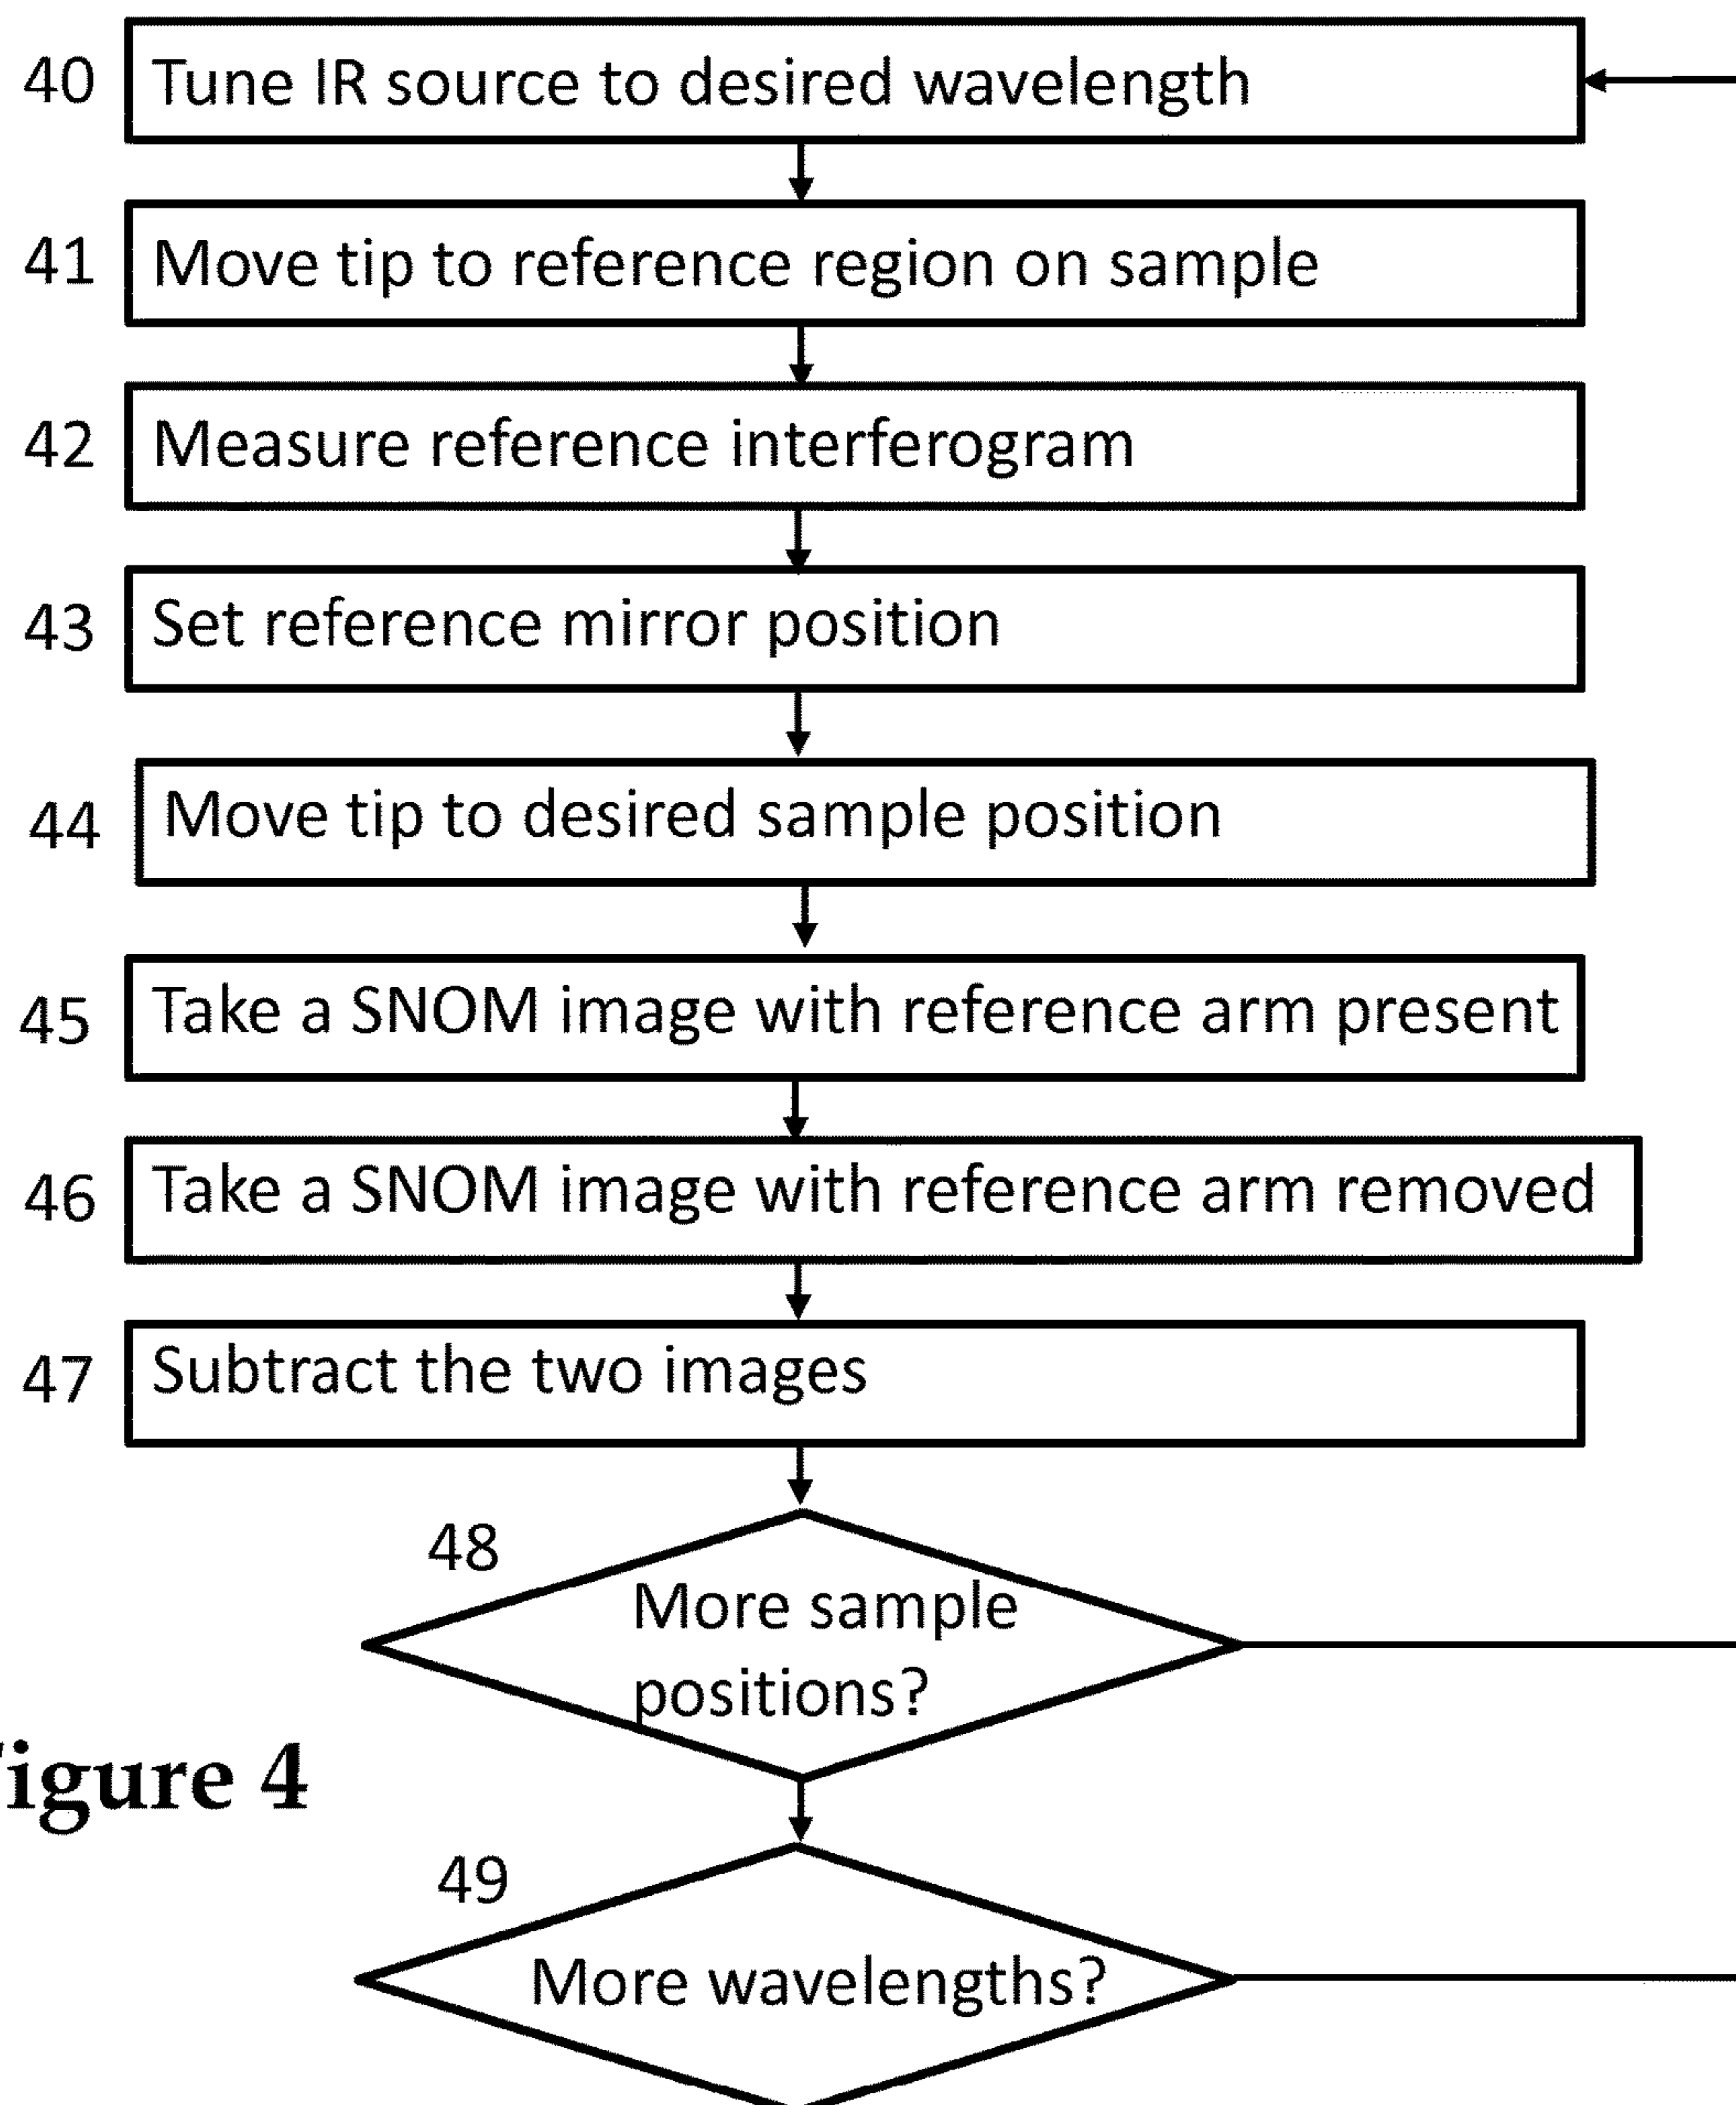 40 Tune IR source to desired wavelength
41 Move tip to reference region on sample
42 Measure reference interferogram
43 Set reference mirror position
44 Move tip to desired sample position
45 Take a SNOM image with reference arm present
46 Take a SNOM image with reference arm removed
47 Subtract the two images
48
More sample
positions?
igure 4
49
More wavelengths?